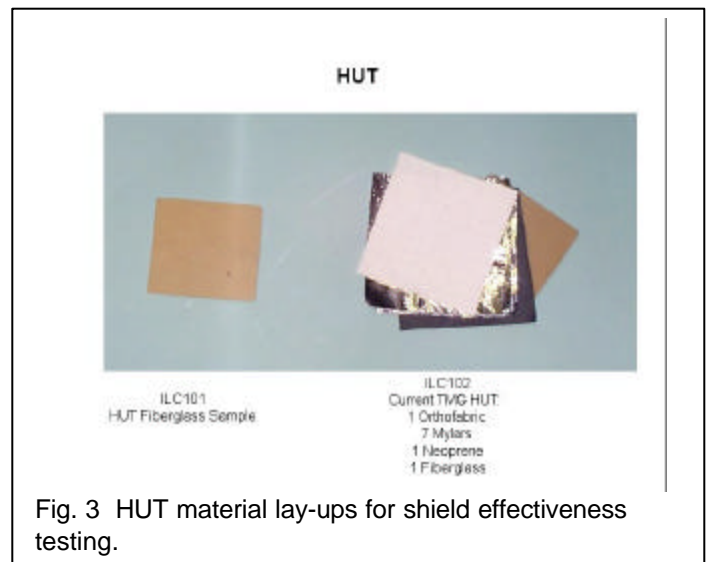 HUT
ILC101
HUT Fiberglass Sample
ILC102
Current TMG HUT:
1 Orthofabric
7 Mylars
1 Neoprene
1 Fiberglass
Fig. 3 HUT material lay-ups for shield effectiveness
testing.